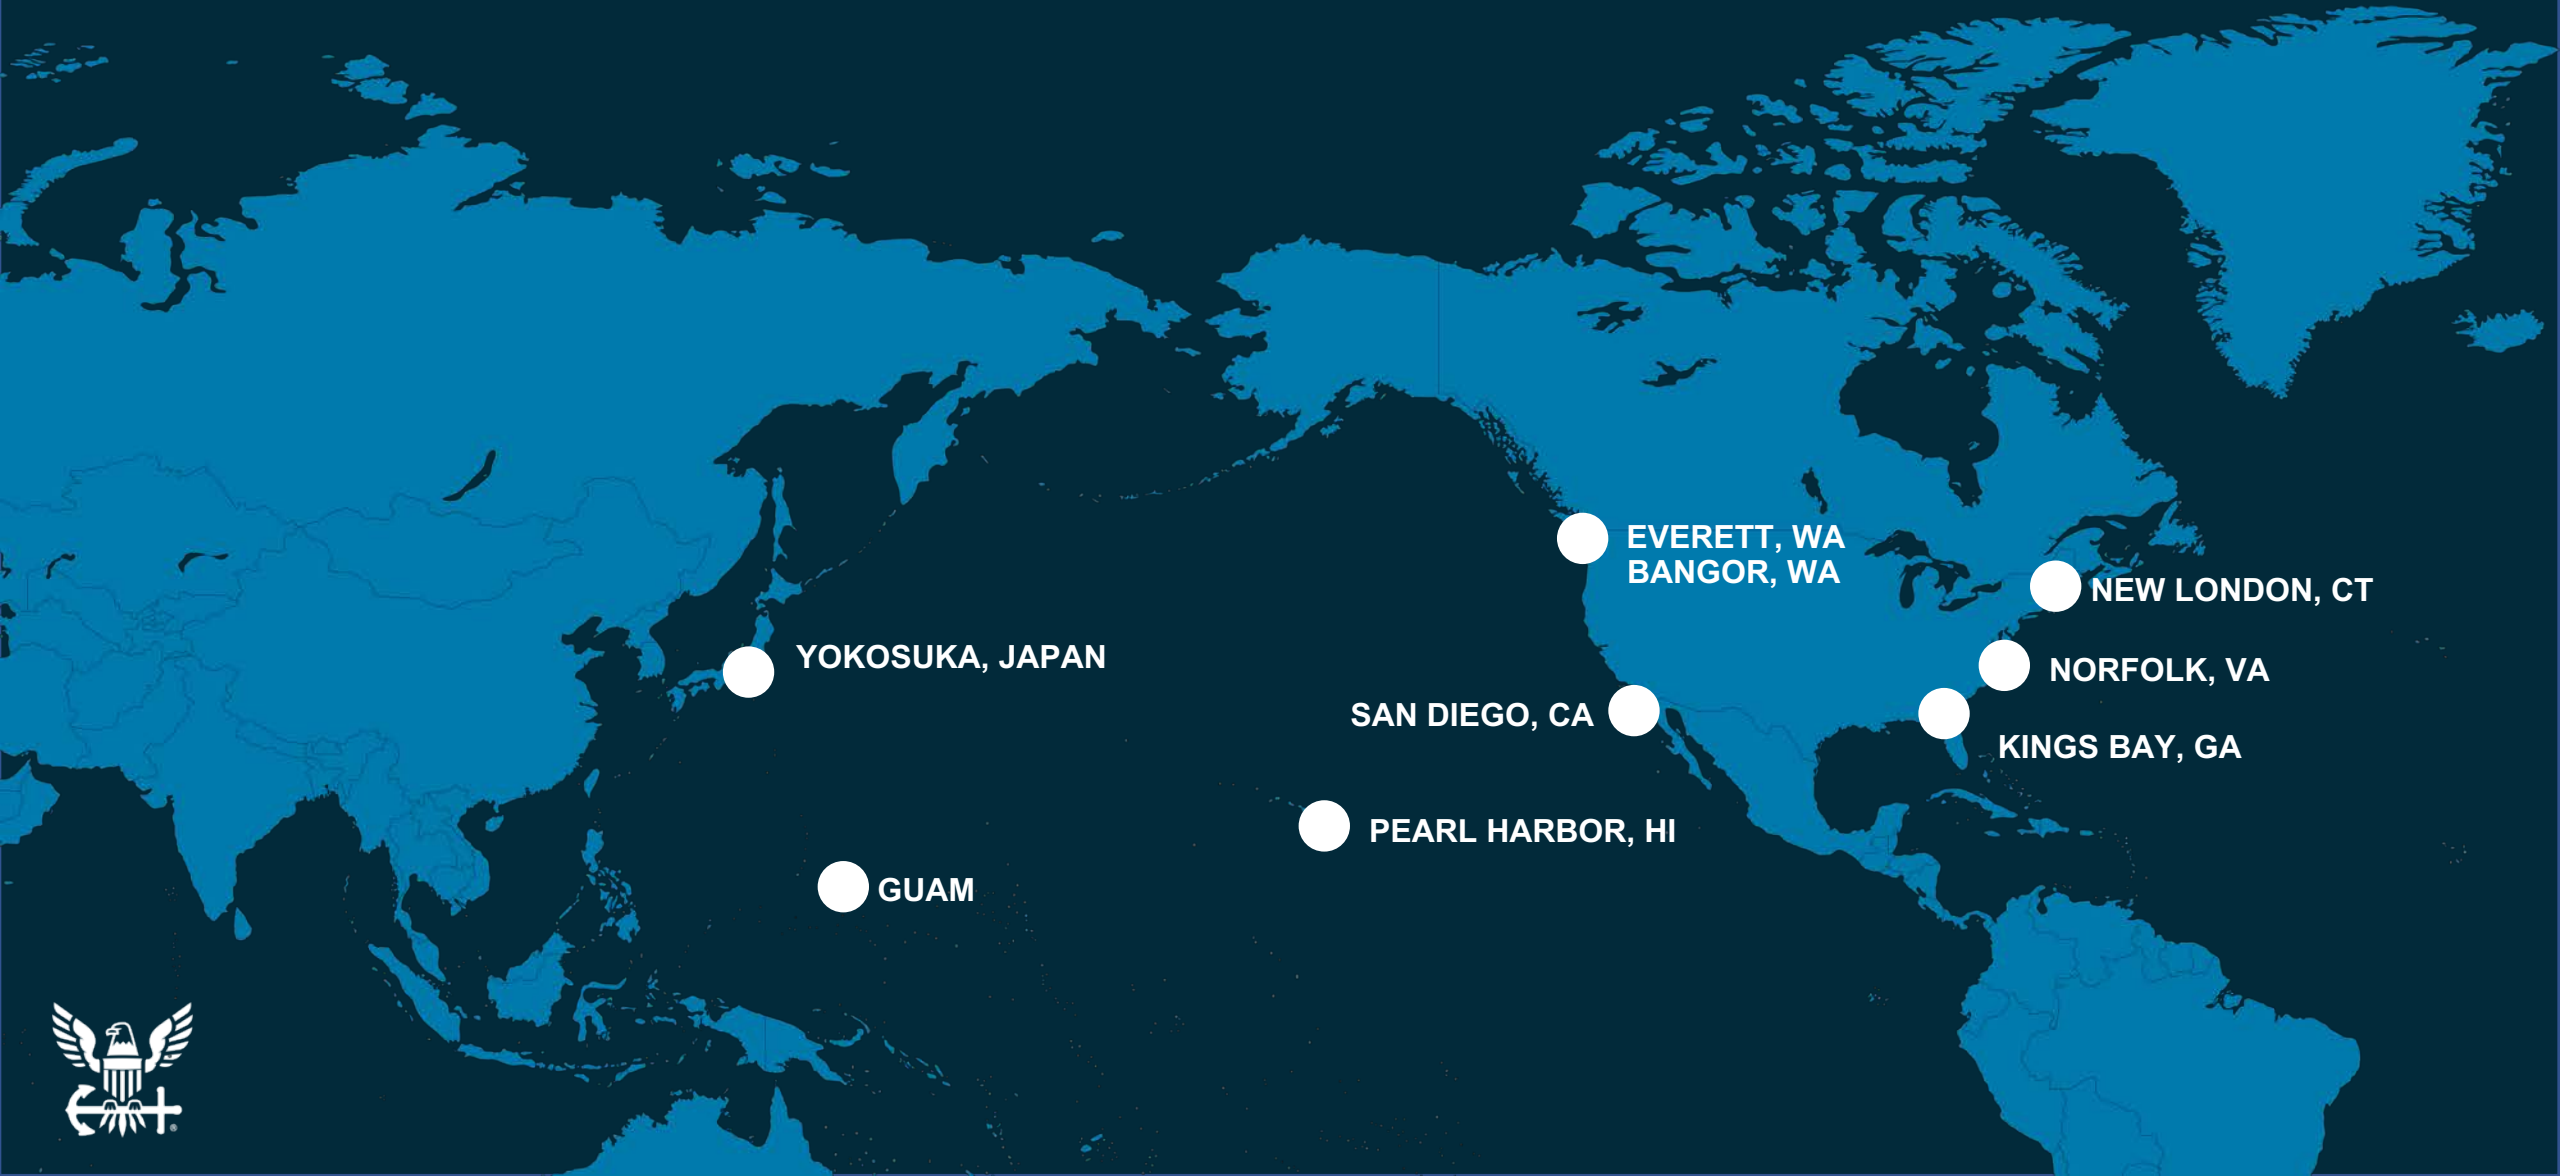 EVERETT, WA
BANGOR, WA
NEW LONDON, CT
YOKOSUKA, JAPAN
NORFOLK, VA
SAN DIEGO, CA
KINGS BAY, GA
PEARL HARBOR, HI
GUAM
®